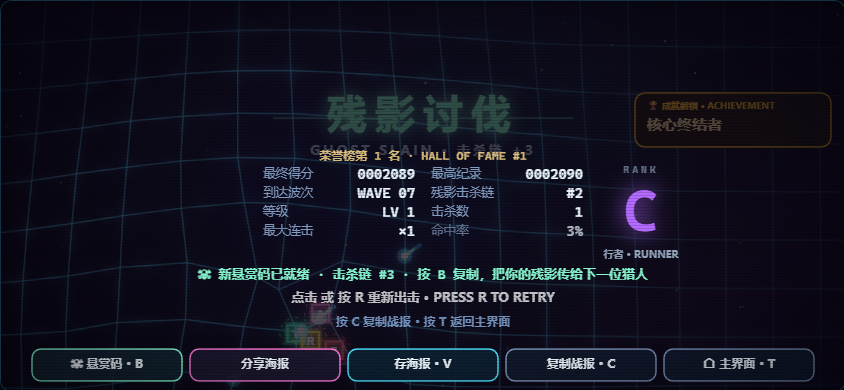 成就解锁 • ACHIEVEMENT
核心终结者
残影讨伐
GHOST SLAIN · 击杀链 +3
荣誉榜第 1 名 · HALL OF FAME #1
最终得分 0002089 最高纪录 0002090
到达波次 WAVE 07 残影击杀链 #2
等级 LV 1 击杀数 1
最大连击 ×1 命中率 3%
RANK
C
行者 • RUNNER
新悬赏码已就绪 · 击杀链 #3 · 按 B 复制，把你的残影传给下一位猎人
点击 或 按 R 重新出击 • PRESS R TO RETRY
按 C 复制战报 • 按 T 返回主界面
悬赏码 • B
分享海报
存海报 • V
复制战报 • C
主界面 • T